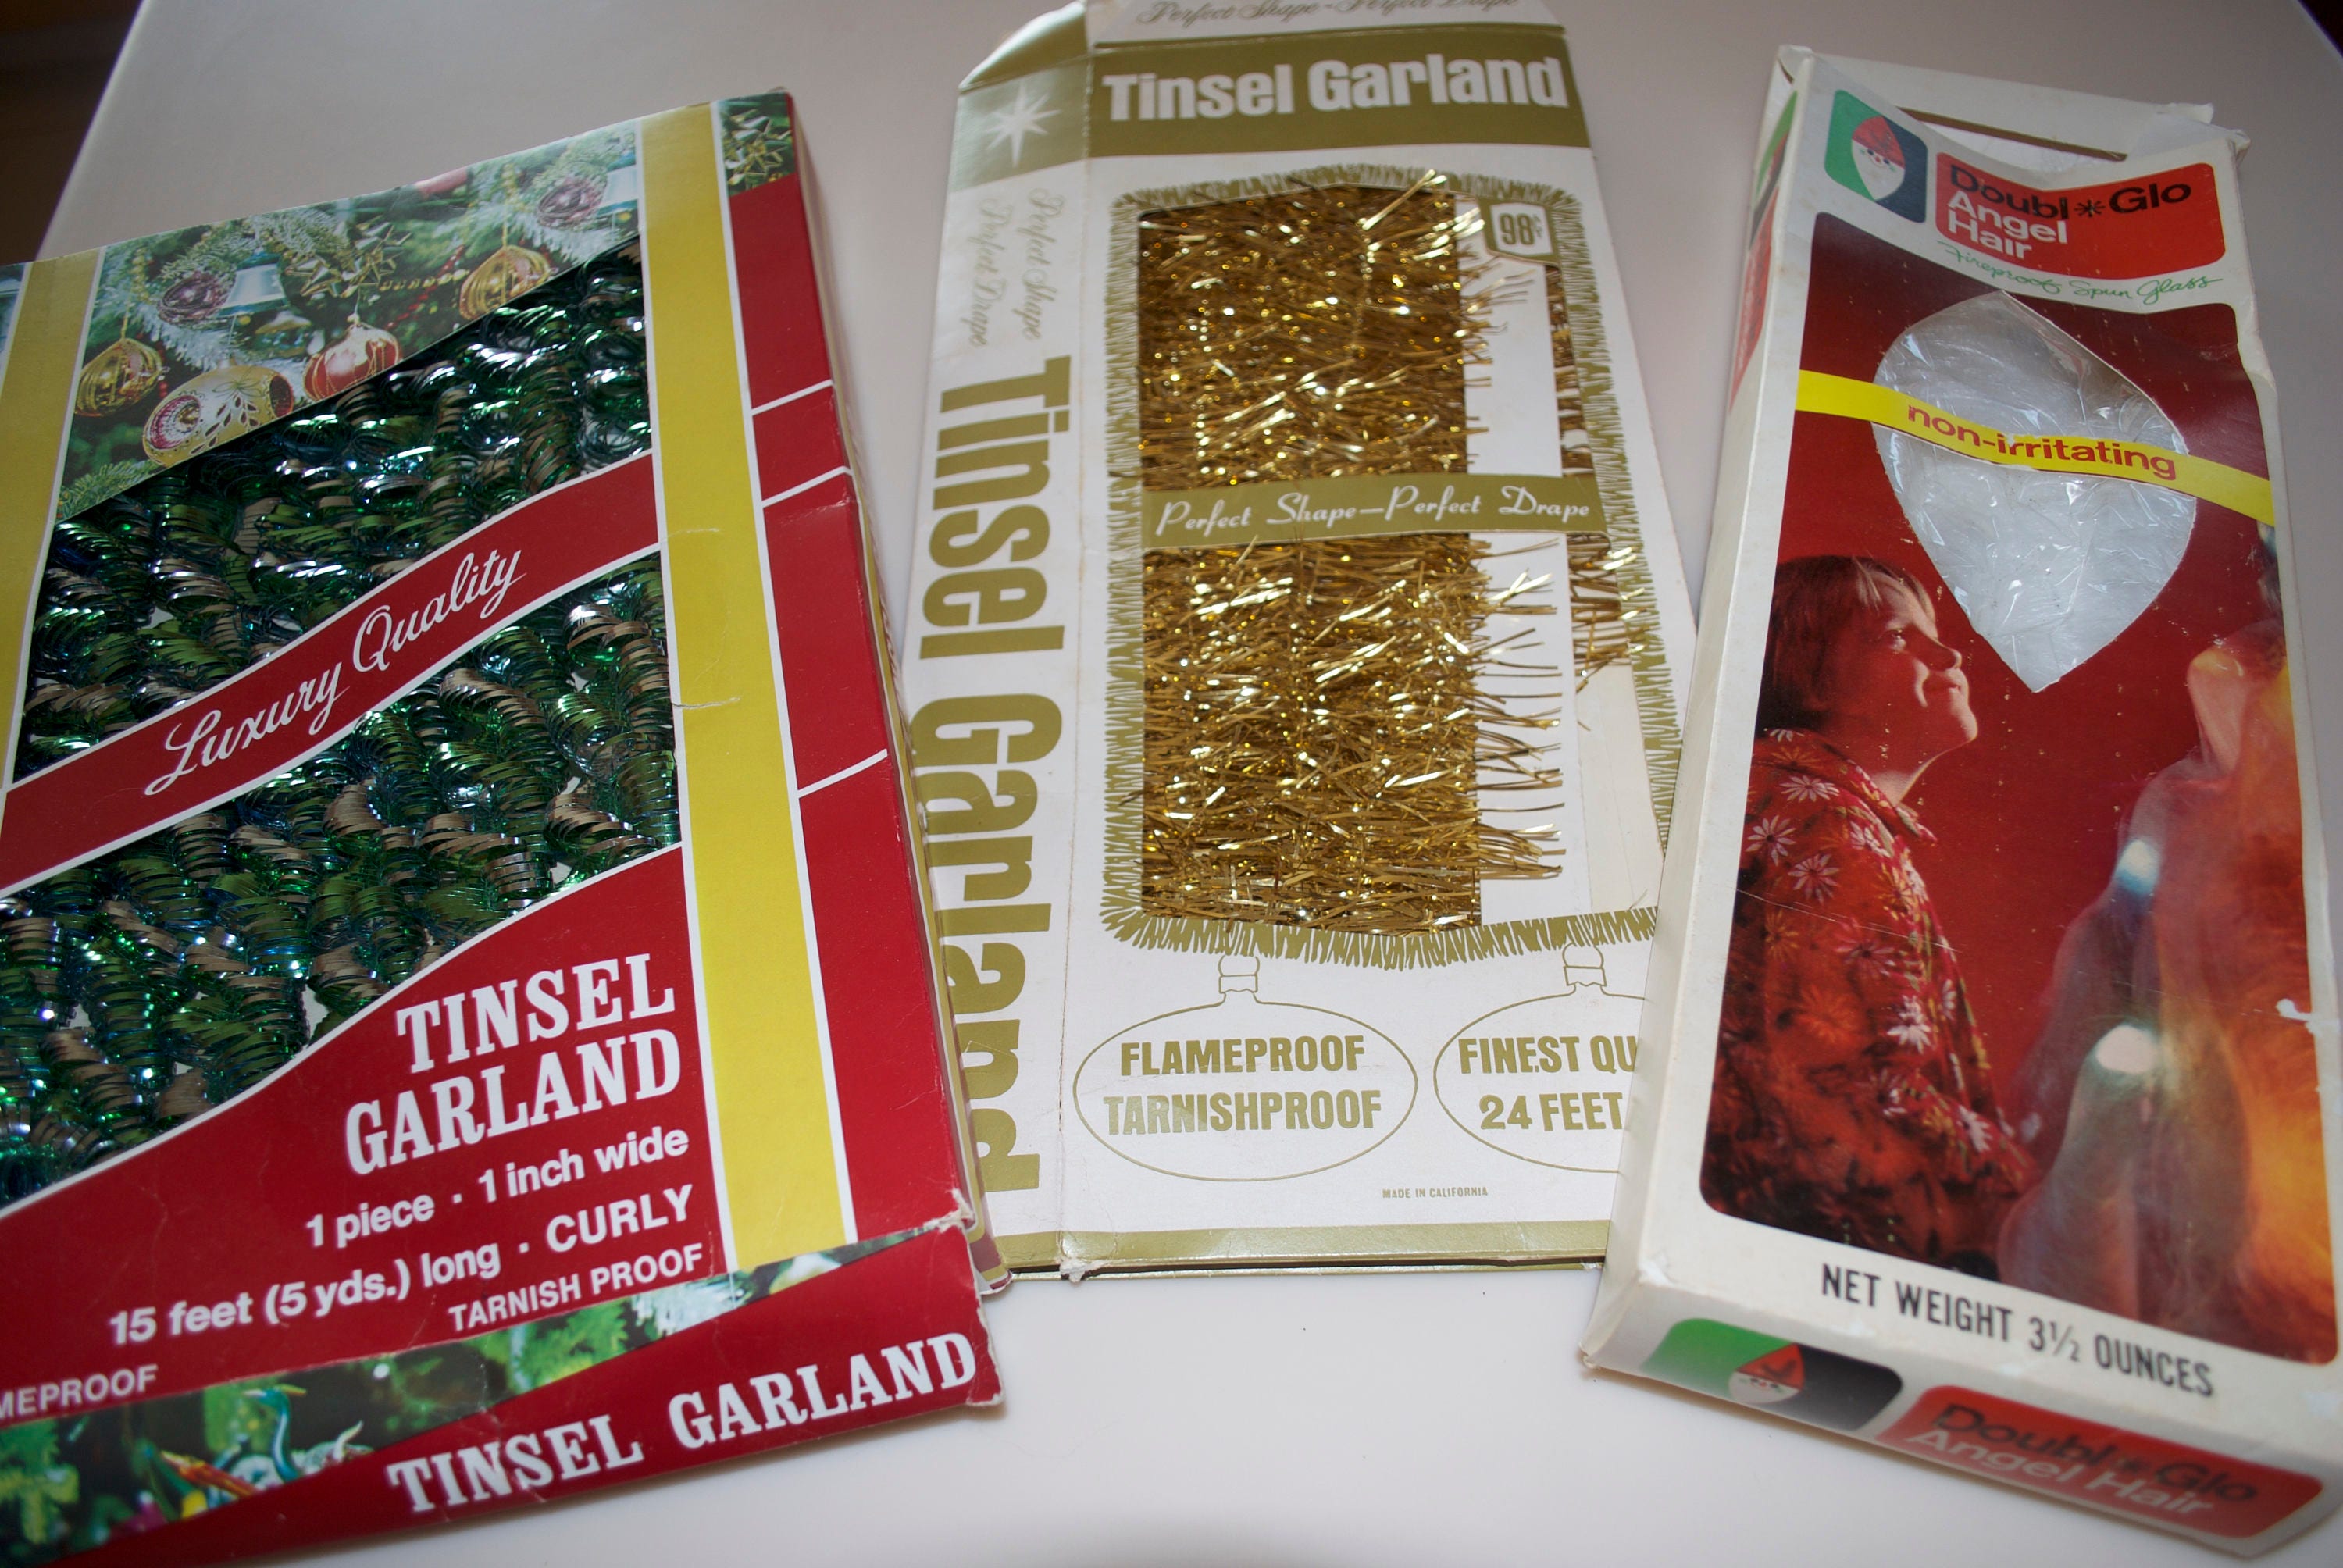 Luxury Quality
TINSEL
GARLAND
1 piece · 1 inch wide
15 feet (5 yds.) long · CURLY
TARNISH PROOF
MEPROOF
TINSEL GARLAND
Perfect Shape - Perfect Drape
Tinsel Garland
98¢
Perfect Shape
Perfect Drape
Tinsel Garland
Perfect Shape—Perfect Drape
FLAMEPROOF
TARNISHPROOF
FINEST QU
24 FEET
MADE IN CALIFORNIA
Doubl*Glo
Angel
Hair
Fireproof Spun Glass
non-irritating
NET WEIGHT 3½ OUNCES
Doubl*Glo
Angel Hair